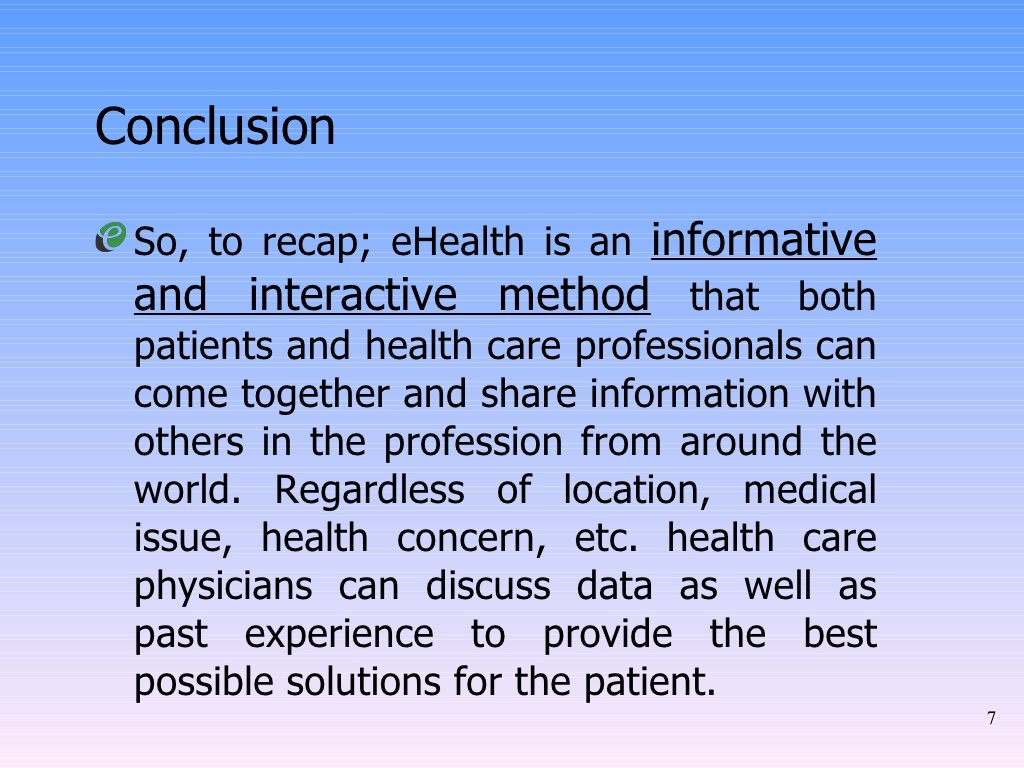 Conclusion
So, to recap; eHealth is an informative
and interactive method that both
patients and health care professionals can
come together and share information with
others in the profession from around the
world. Regardless of location, medical
issue, health concern, etc. health care
physicians can discuss data as well as
past experience to provide the best
possible solutions for the patient.
7